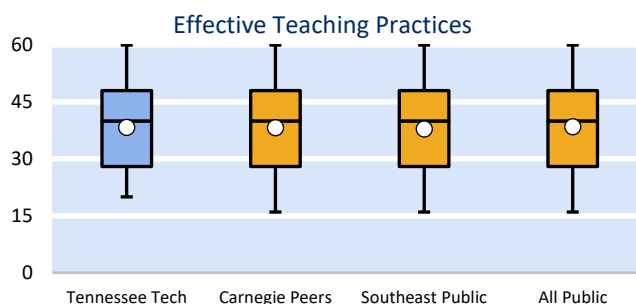 Effective Teaching Practices
60
45
30
15
0
Tennessee Tech Carnegie Peers Southeast Public All Public